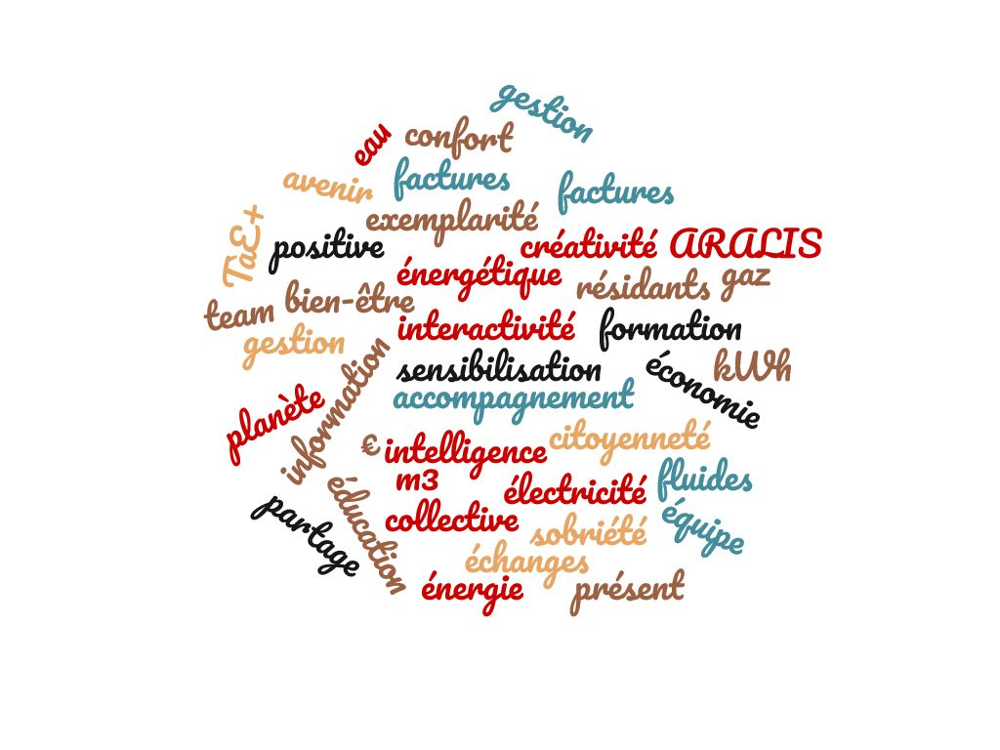 gestion
eau
confort
avenir
factures
factures
exemplarité
TaE+
positive
créativité
ARALIS
énergétique
résidants
gaz
bien-être
team
interactivité
formation
gestion
information
sensibilisation
économie
kWh
accompagnement
planète
citoyenneté
€
intelligence
m3
électricité
fluides
éducation
collective
équipe
partage
sobriété
échanges
énergie
présent